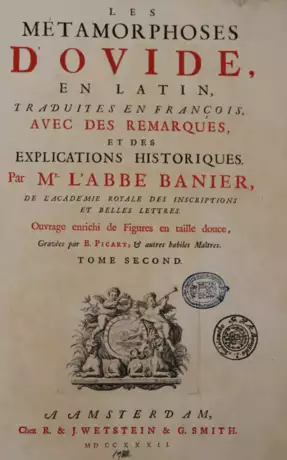 LES
METAMORPHOSES
D'OVIDE,
EN LATIN,
TRADUITES EN FRANÇOIS,
AVEC DES REMARQUES,
ET DES
EXPLICATIONS HISTORIQUES.
Par Mr. L'ABBÉ BANIER,
DE L'ACADEMIE ROYALE DES INSCRIPTIONS
ET BELLES LETTRES.
Ouvrage enrichi de Figures en taille douce,
Gravées par B. PICART, & autres habiles Maîtres.
TOME SECOND.
A AMSTERDAM,
Chez R. & J. WETSTEIN & G. SMITH.
MDCCXXXII.